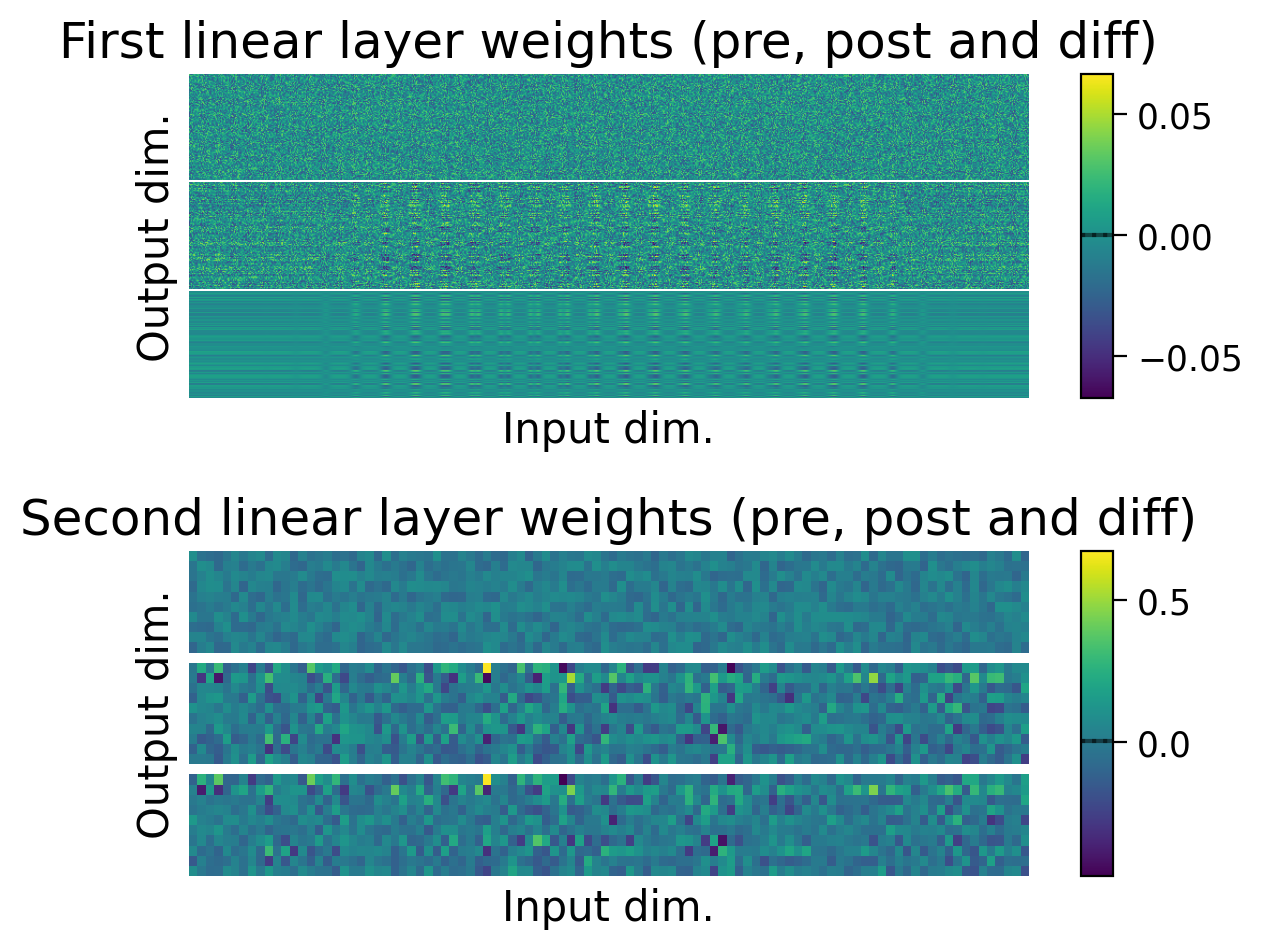 First linear layer weights (pre, post and diff)
Output dim.
Input dim.
0.05
0.00
−0.05
Second linear layer weights (pre, post and diff)
Output dim.
Input dim.
0.5
0.0